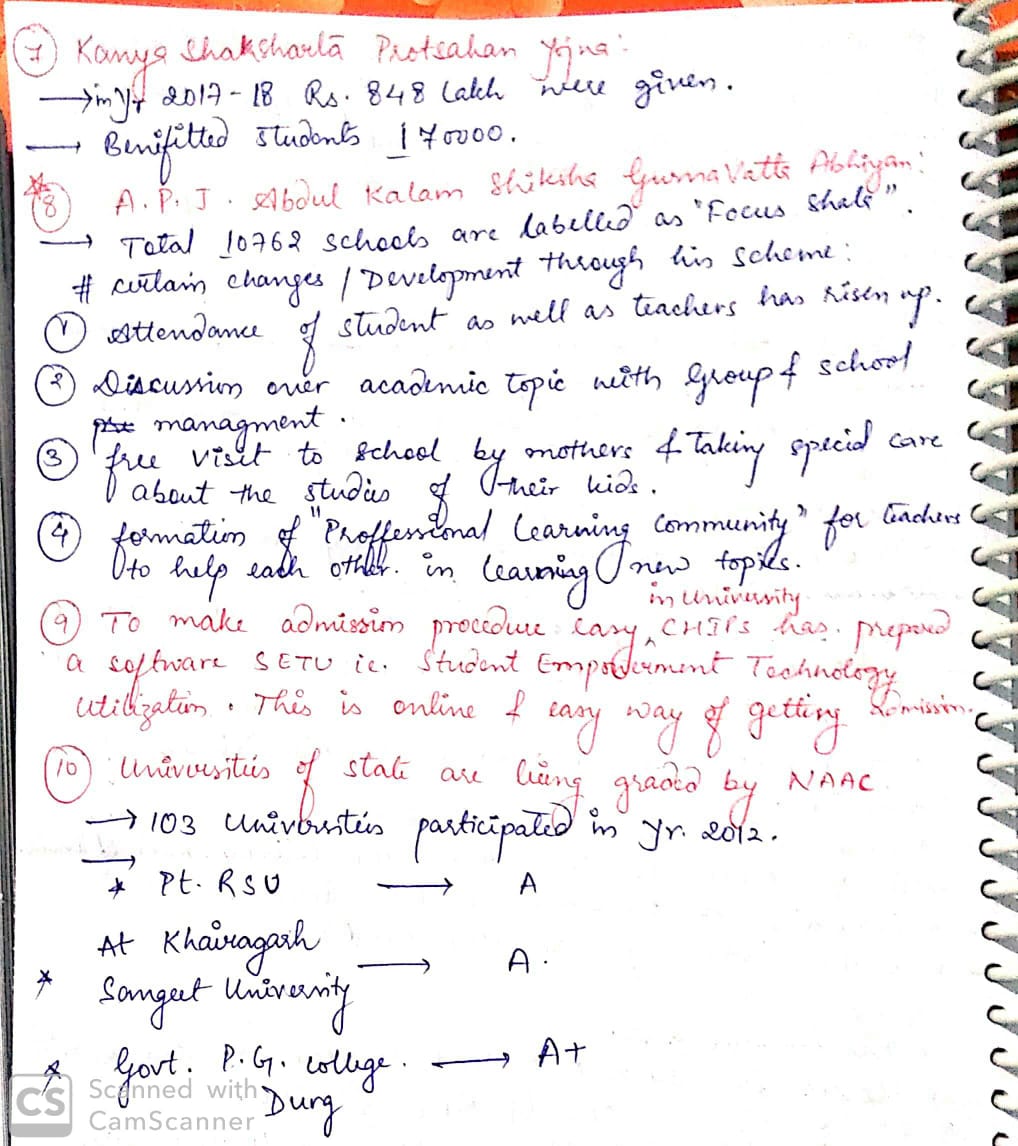 7 Kanya Shaksharta Protsahan Yojna:
→ in Yr 2017-18 Rs. 848 Lakh were given.
→ Benifitted Students 170000.
* 8 A.P.J. Abdul Kalam Shiksha Gunavatta Abhiyan:
→ Total 10762 schools are labelled as "Focus Shala".
# certain changes / Development through his scheme:
1 Attendance of student as well as teachers has risen up.
2 Discussion over academic topic with Group of school
managment.
3 free visit to school by mothers & Taking special care
about the studies of their kids.
4 formation of "Proffessional Learning Community" for teachers
to help each other. in learning new topics.
in University
9 To make admission procedure easy, CHIPs has. prepared
a software SETU ie. Student Empowerment Technology
Utilization. This is online & easy way of getting admission.
10 Universities of state are being graded by NAAC
→ 103 Universiteis participated in yr. 2012.
→
* Pt. RSU → A
At Khairagarh
* Sangeet University → A.
* Govt. P.G. college. → A+
Durg
CS Scanned with
CamScanner